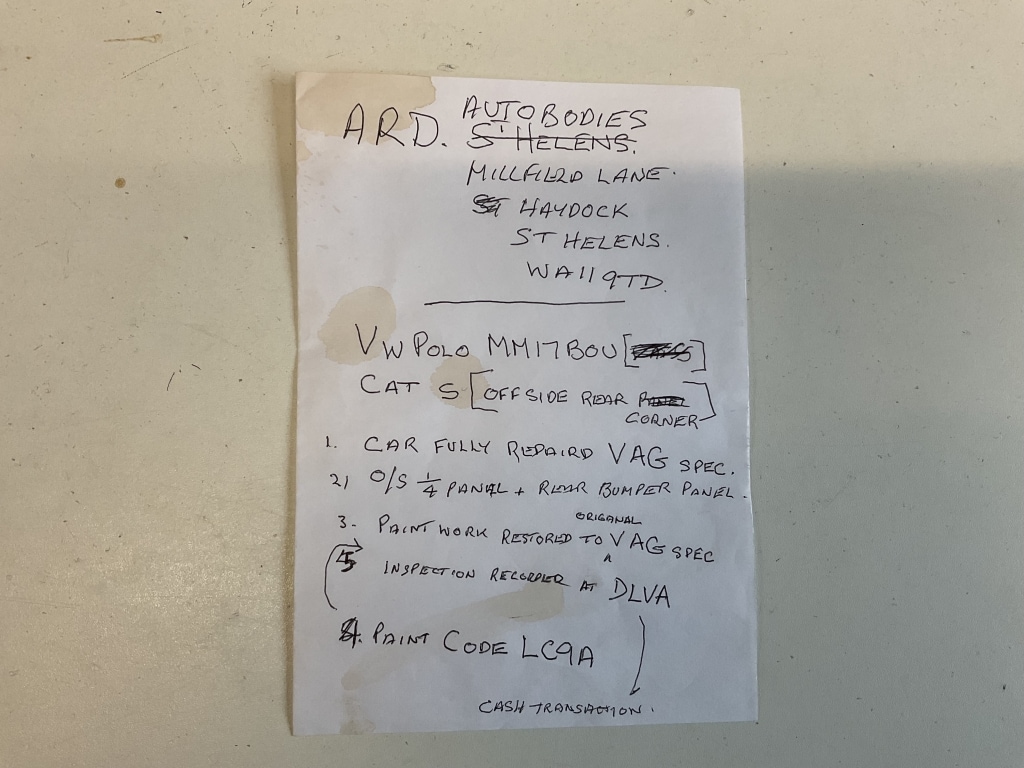 ARD. AUTOBODIES
ST HELENS.
MILLFIELD LANE.
HAYDOCK
ST HELENS.
WA11 9TD.
VW POLO MM17BOU [ ]
CAT S [OFFSIDE REAR PANEL
CORNER]
1. CAR FULLY REPAIRD VAG SPEC.
2) O/S 1/4 PANEL + REAR BUMPER PANEL.
ORIGANAL
3. PAINT WORK RESTORED TO ^ VAG SPEC
5 INSPECTION RECORDER AT DLVA
4. PAINT CODE LC9A
CASH TRANSACTION.